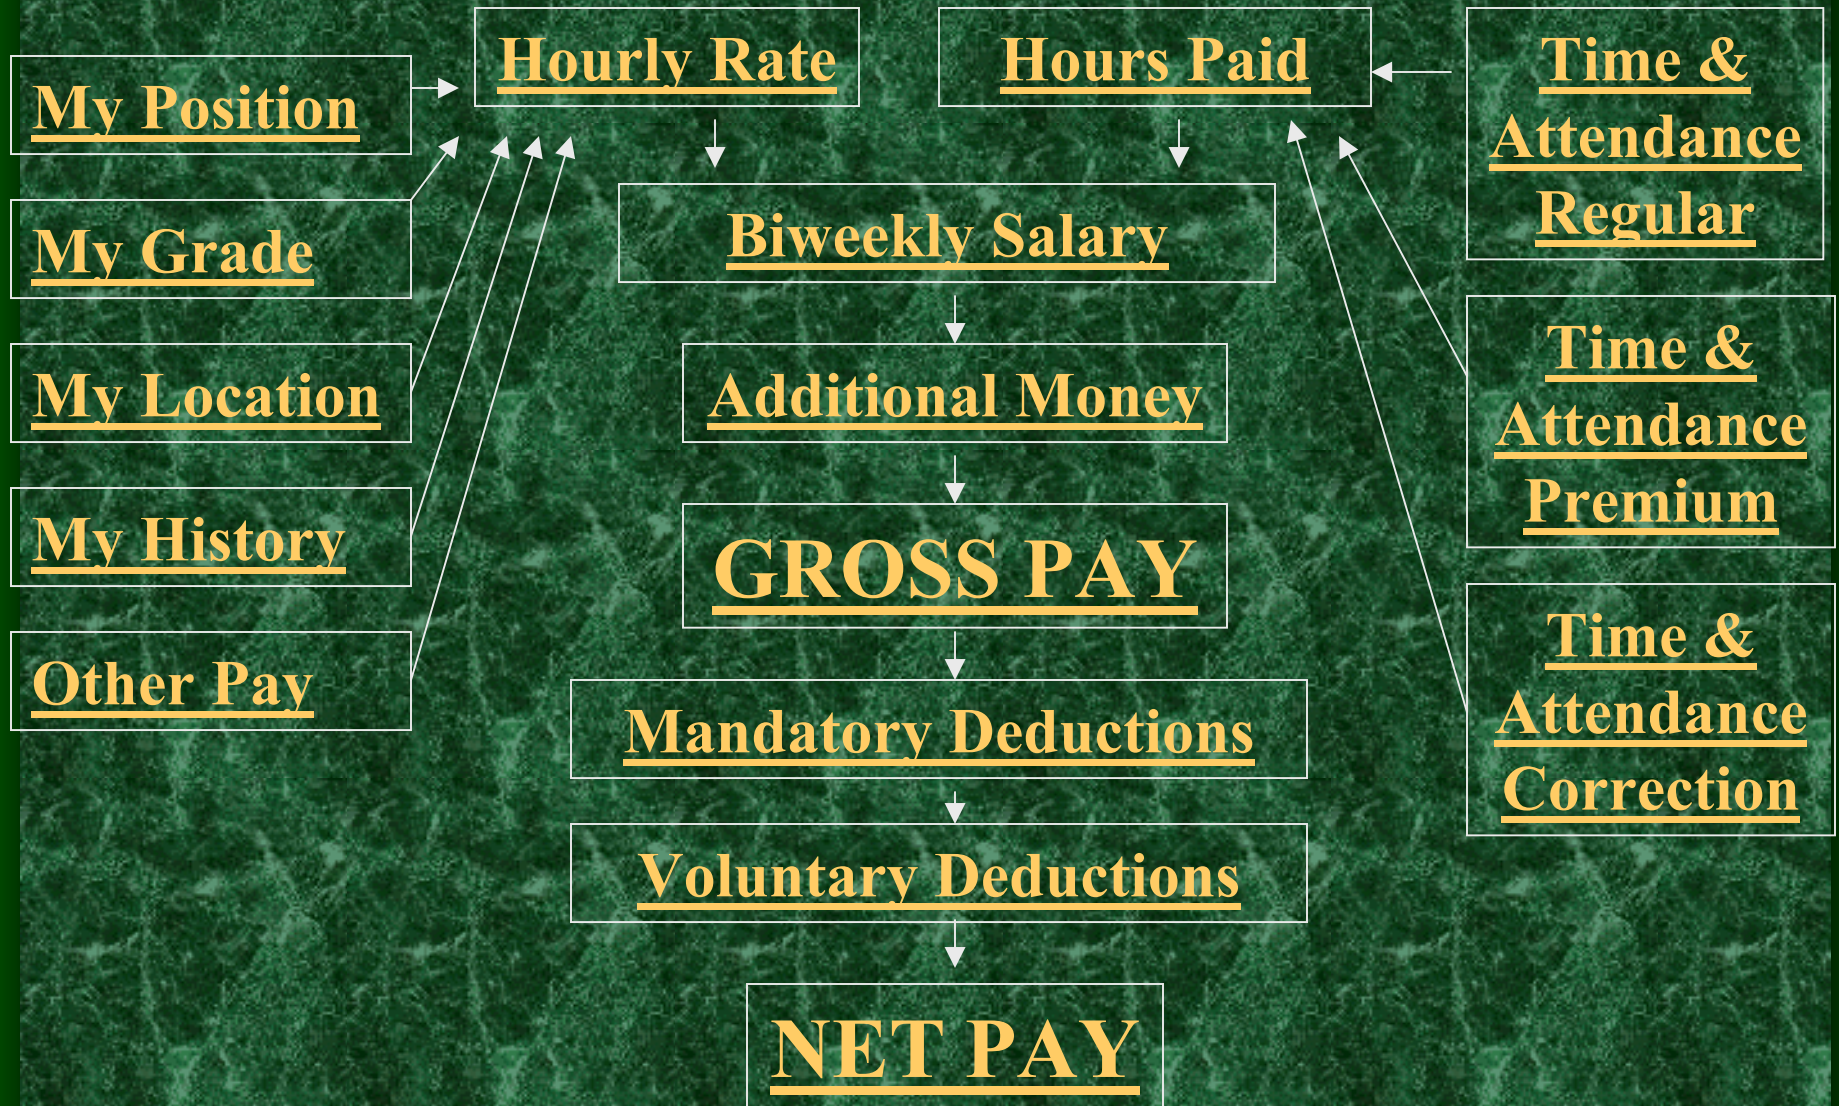 My Position
My Grade
My Location
My History
Other Pay
Hourly Rate
Hours Paid
Biweekly Salary
Additional Money
GROSS PAY
Mandatory Deductions
Voluntary Deductions
NET PAY
Time &
Attendance
Regular
Time &
Attendance
Premium
Time &
Attendance
Correction